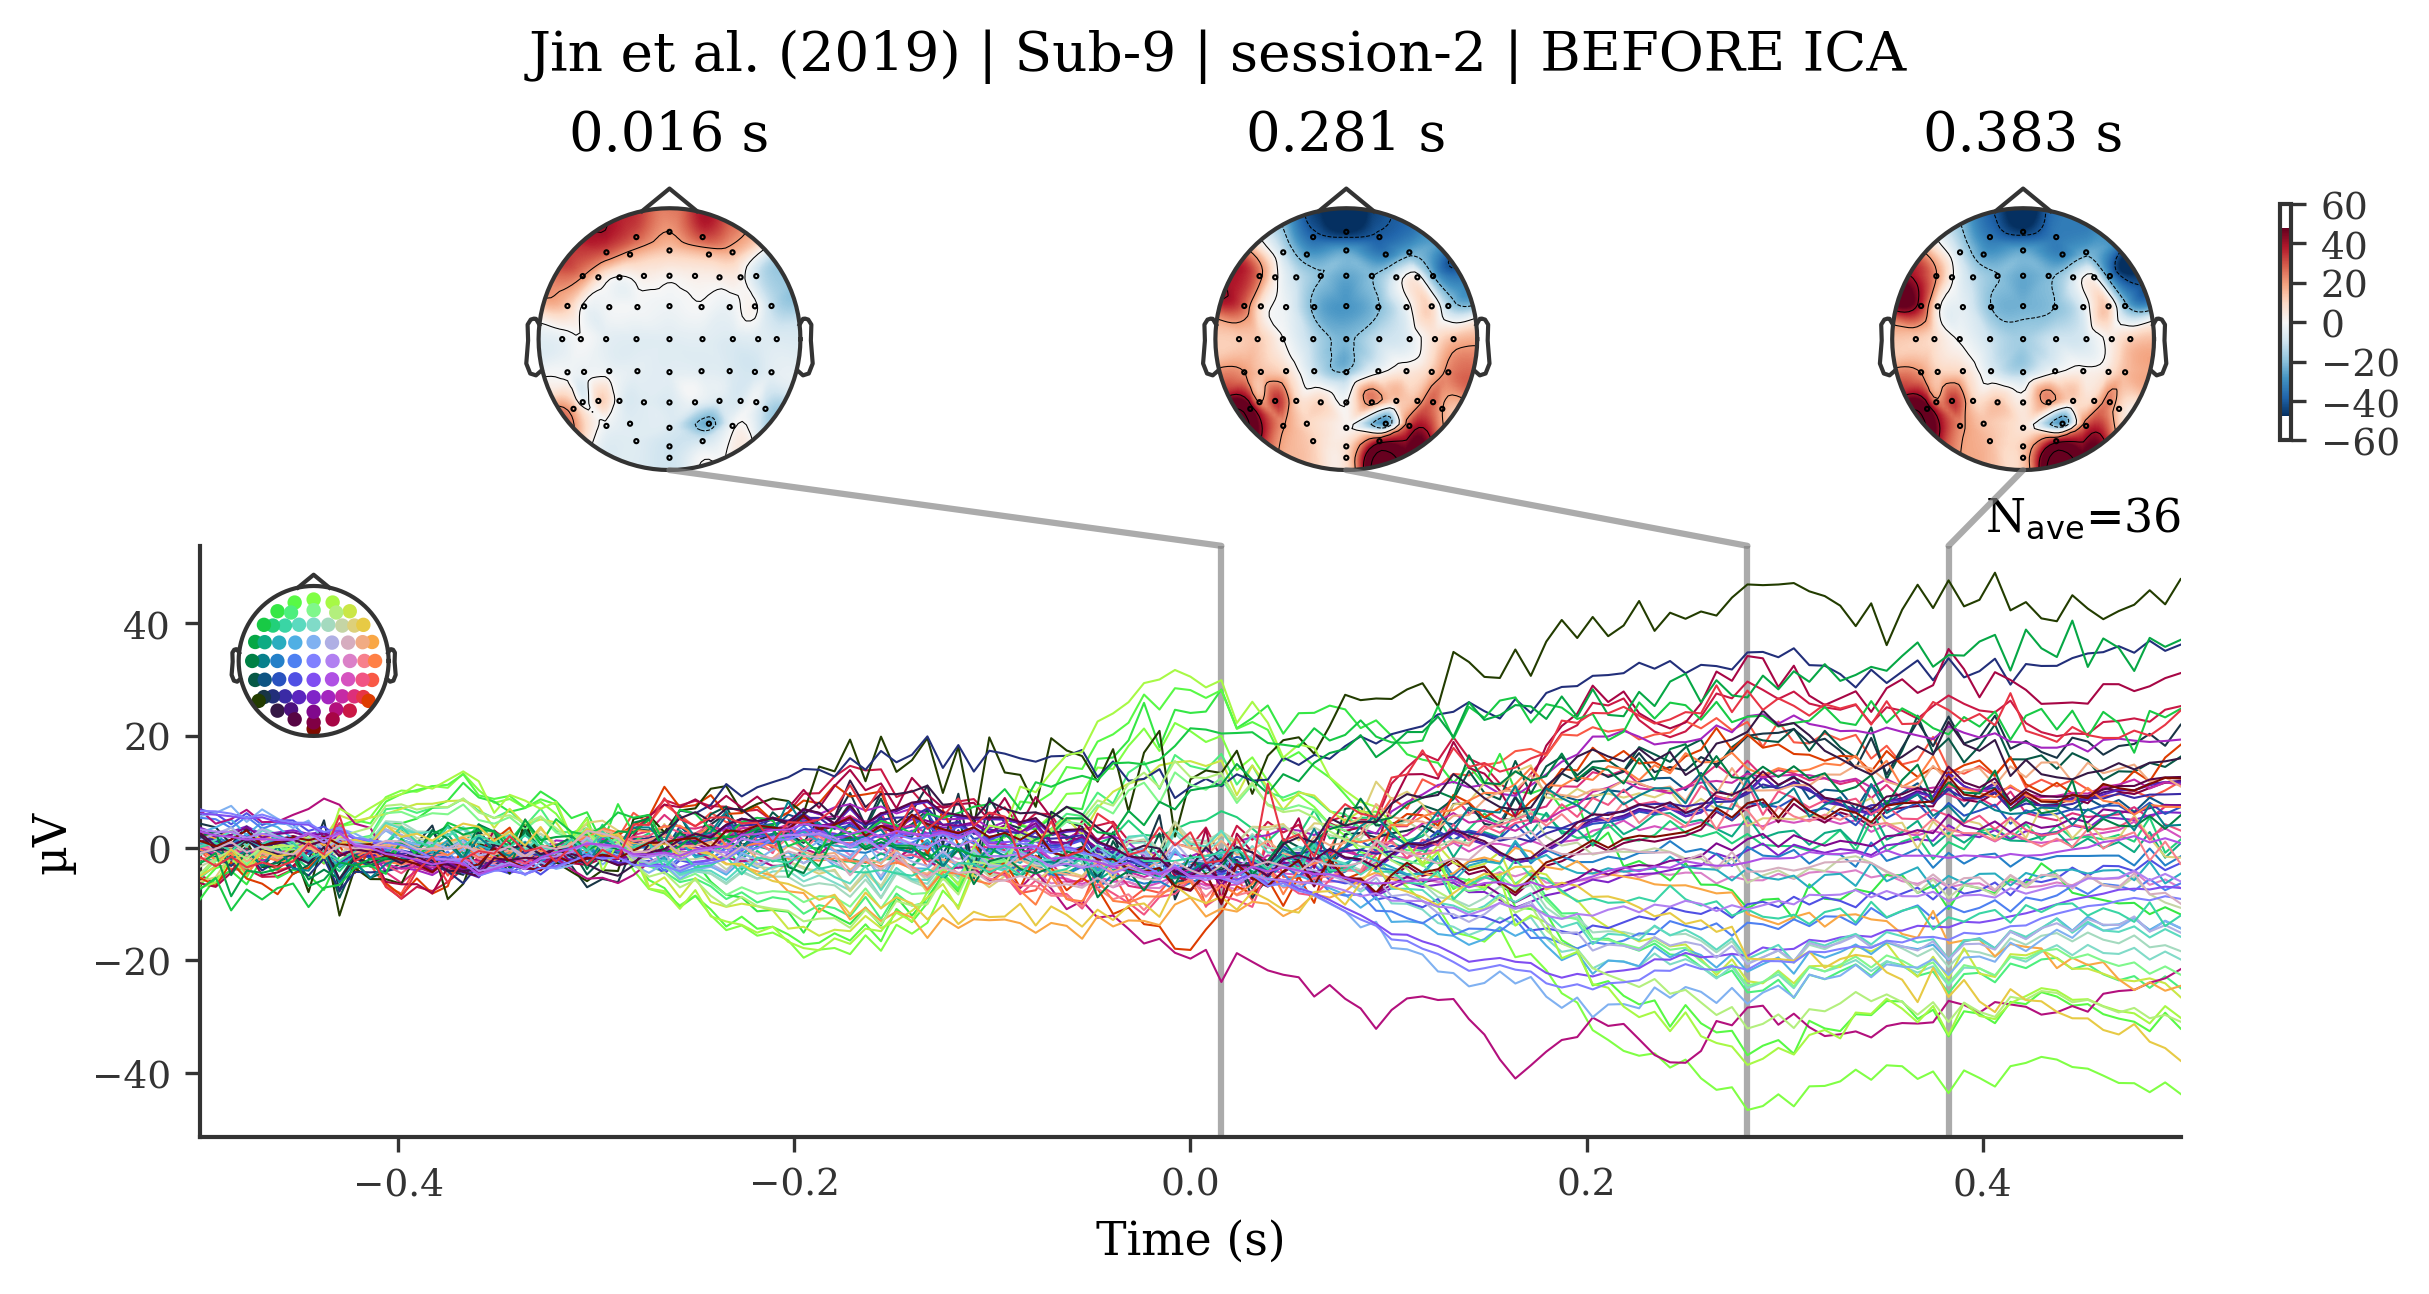 Jin et al. (2019) | Sub-9 | session-2 | BEFORE ICA
0.016 s
0.281 s
0.383 s
60
40
20
0
−20
−40
−60
Nave=36
40
20
0
−20
−40
µV
−0.4
−0.2
0.0
0.2
0.4
Time (s)